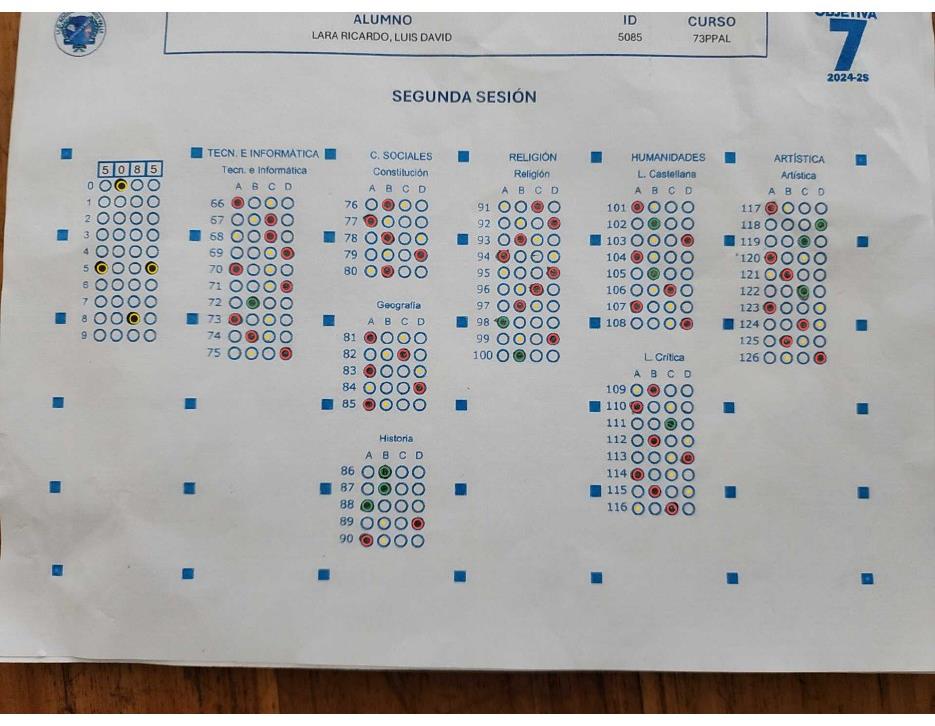 ALUMNO ID CURSO
LARA RICARDO, LUIS DAVID 5085 73PPAL
OBJETIVA
7
2024-2S
SEGUNDA SESIÓN
5 0 8 5
0
1
2
3
4
5
6
7
8
9
TECN. E INFORMÁTICA
Tecn. e Informática
A B C D
66
67
68
69
70
71
72
73
74
75
C. SOCIALES
Constitución
A B C D
76
77
78
79
80
Geografía
A B C D
81
82
83
84
85
Historia
A B C D
86
87
88
89
90
RELIGIÓN
Religión
A B C D
91
92
93
94
95
96
97
98
99
100
HUMANIDADES
L. Castellana
A B C D
101
102
103
104
105
106
107
108
L. Crítica
A B C D
109
110
111
112
113
114
115
116
ARTÍSTICA
Artística
A B C D
117
118
119
120
121
122
123
124
125
126